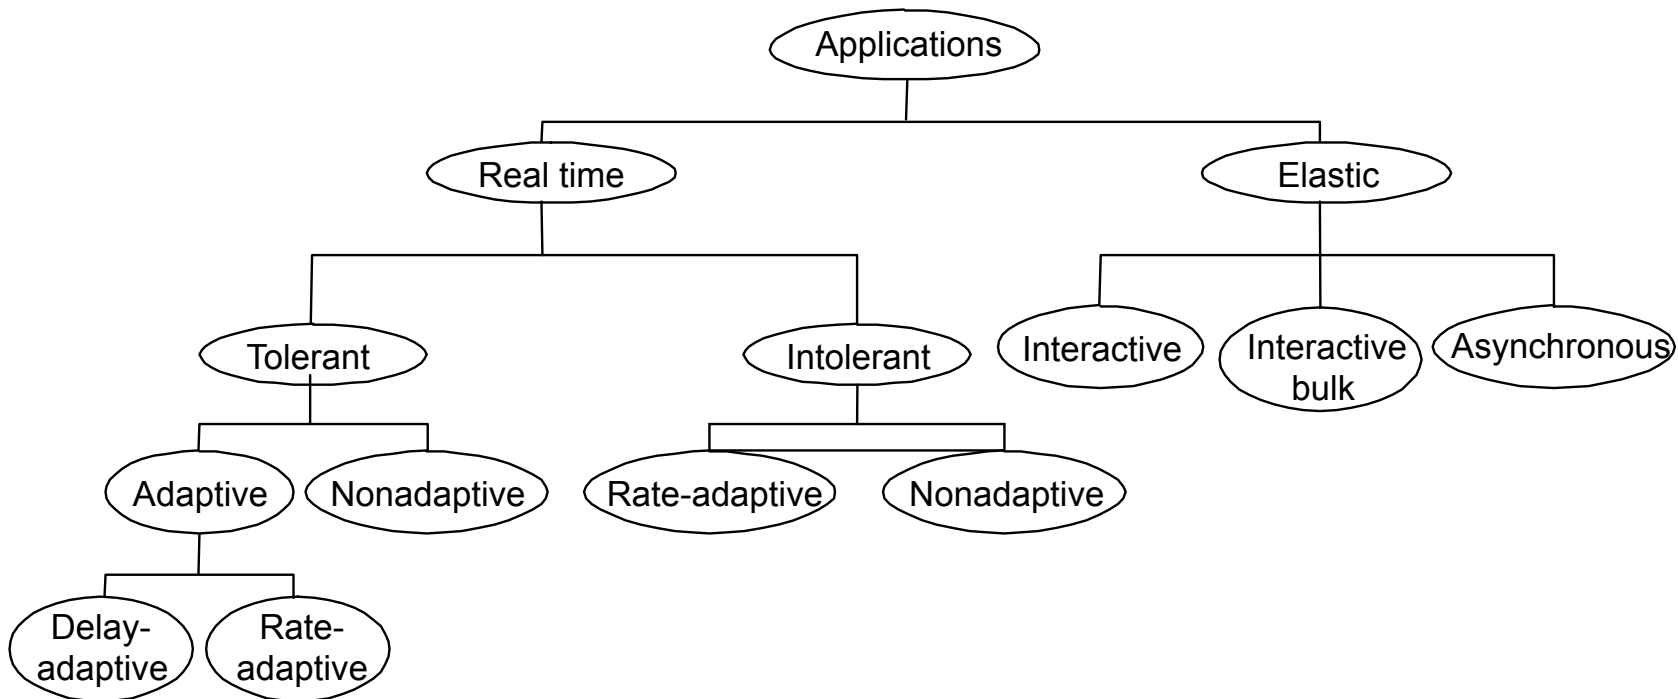 Applications
Real time
Elastic
Tolerant
Intolerant
Interactive
Interactive
bulk
Asynchronous
Adaptive
Nonadaptive
Rate-adaptive
Nonadaptive
Delay-
adaptive
Rate-
adaptive